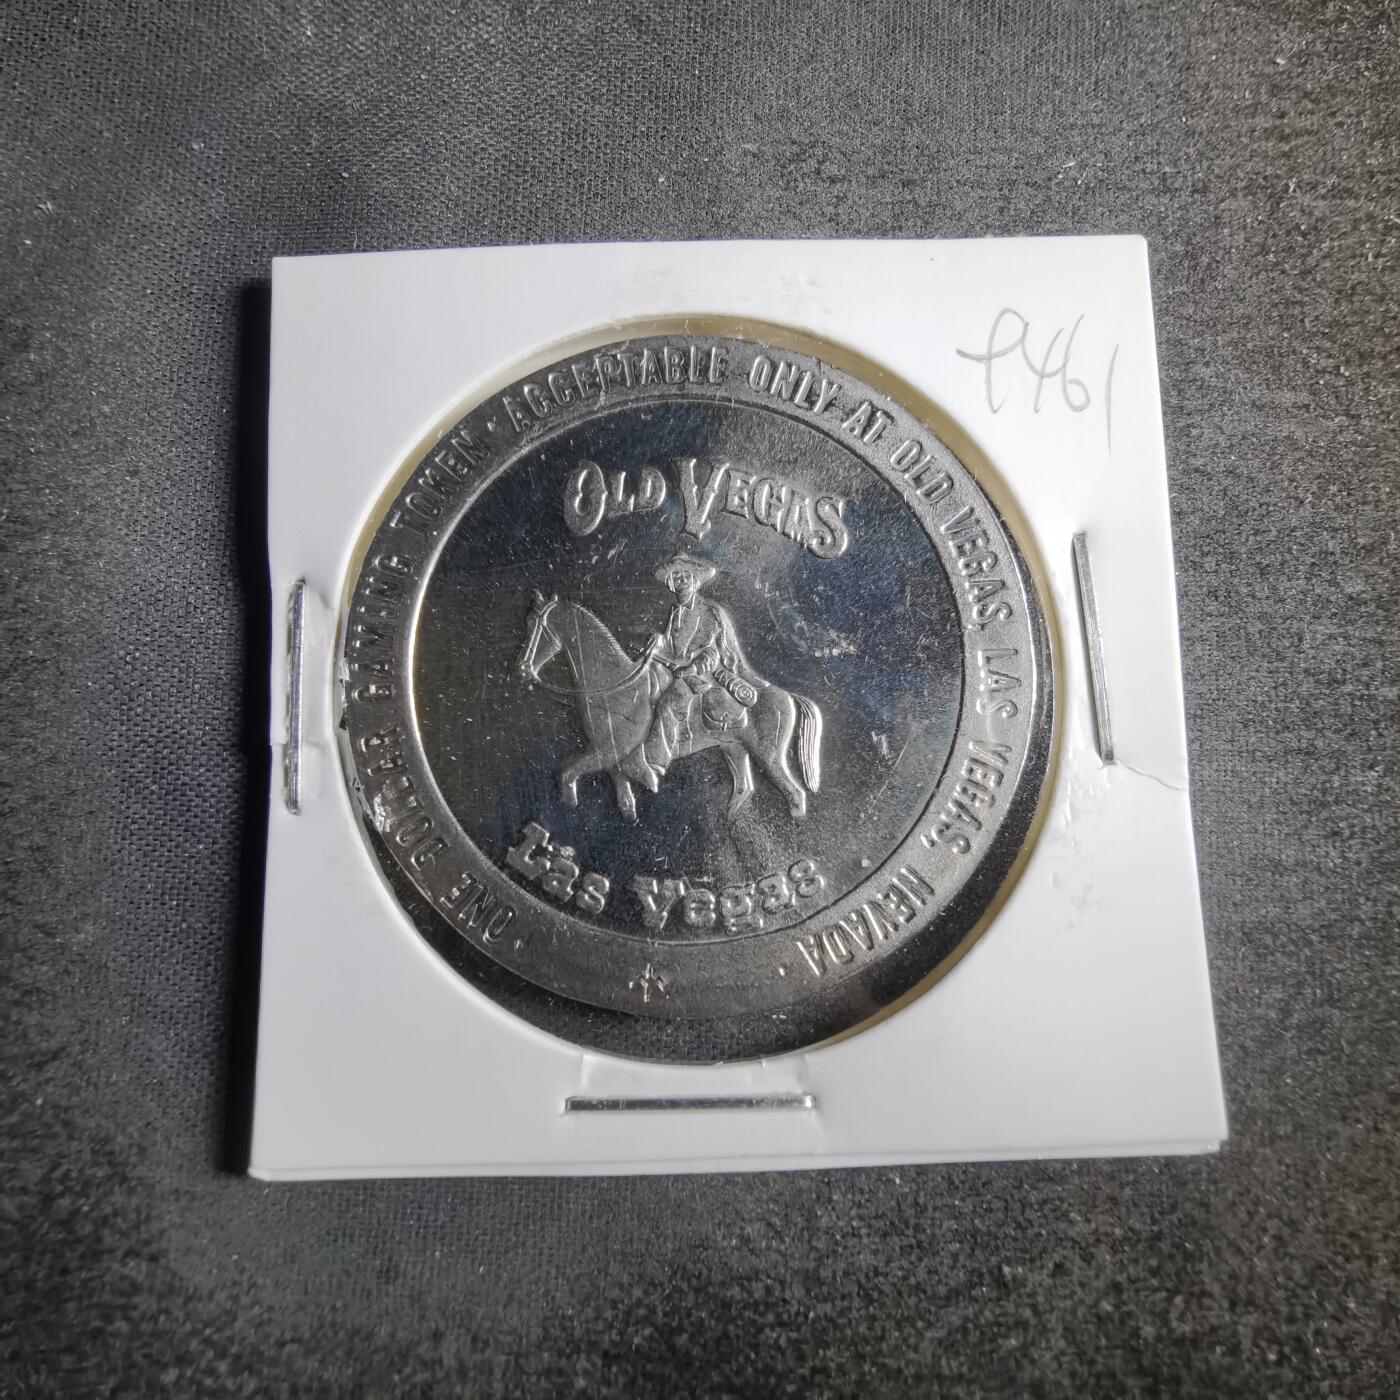 P461
ONE DOLLAR GAMING TOKEN · ACCEPTABLE ONLY AT OLD VEGAS, LAS VEGAS, NEVADA ·
OLD VEGAS
Las Vegas